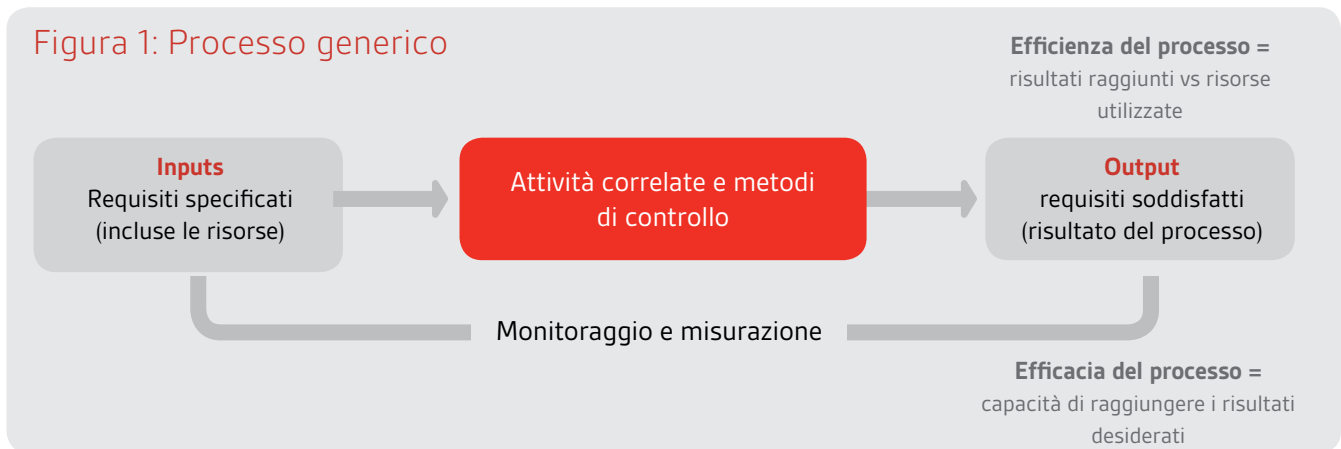 Figura 1: Processo generico
Efficienza del processo =
risultati raggiunti vs risorse
utilizzate
Inputs
Requisiti specificati
(incluse le risorse)
Attività correlate e metodi
di controllo
Output
requisiti soddisfatti
(risultato del processo)
Monitoraggio e misurazione
Efficacia del processo =
capacità di raggiungere i risultati
desiderati